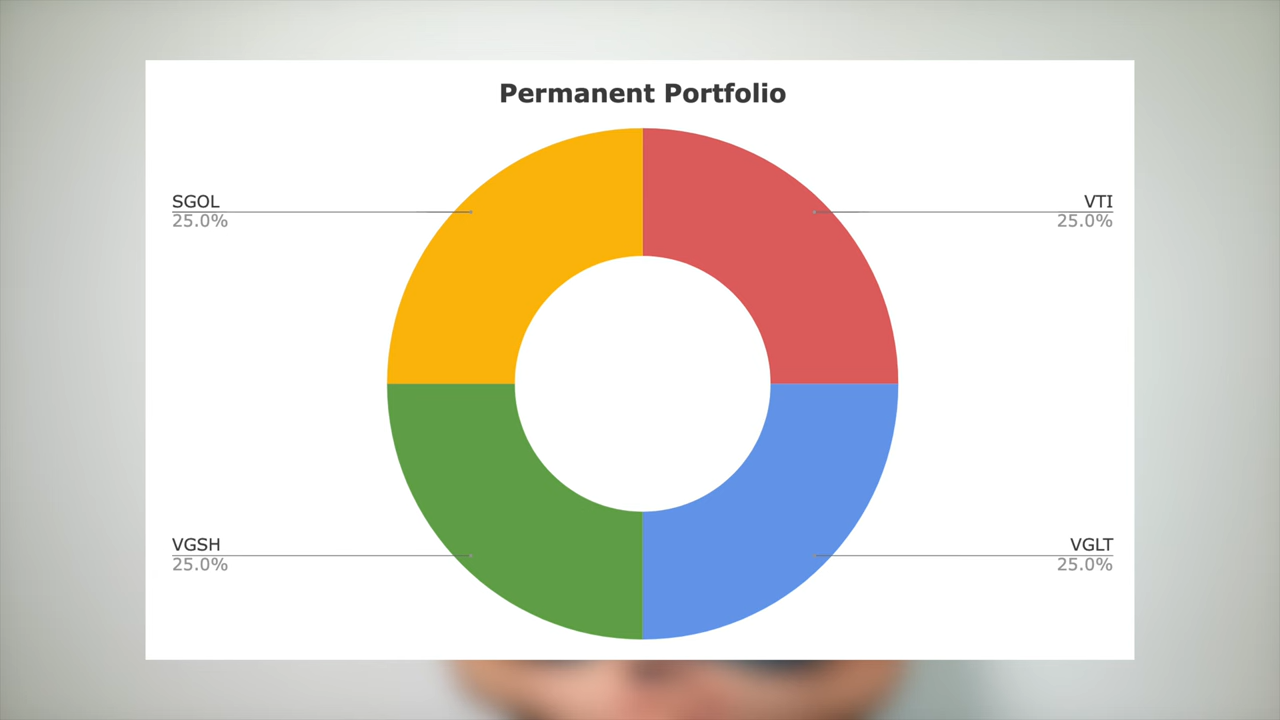 Permanent Portfolio
SGOL
25.0%
VTI
25.0%
VGSH
25.0%
VGLT
25.0%